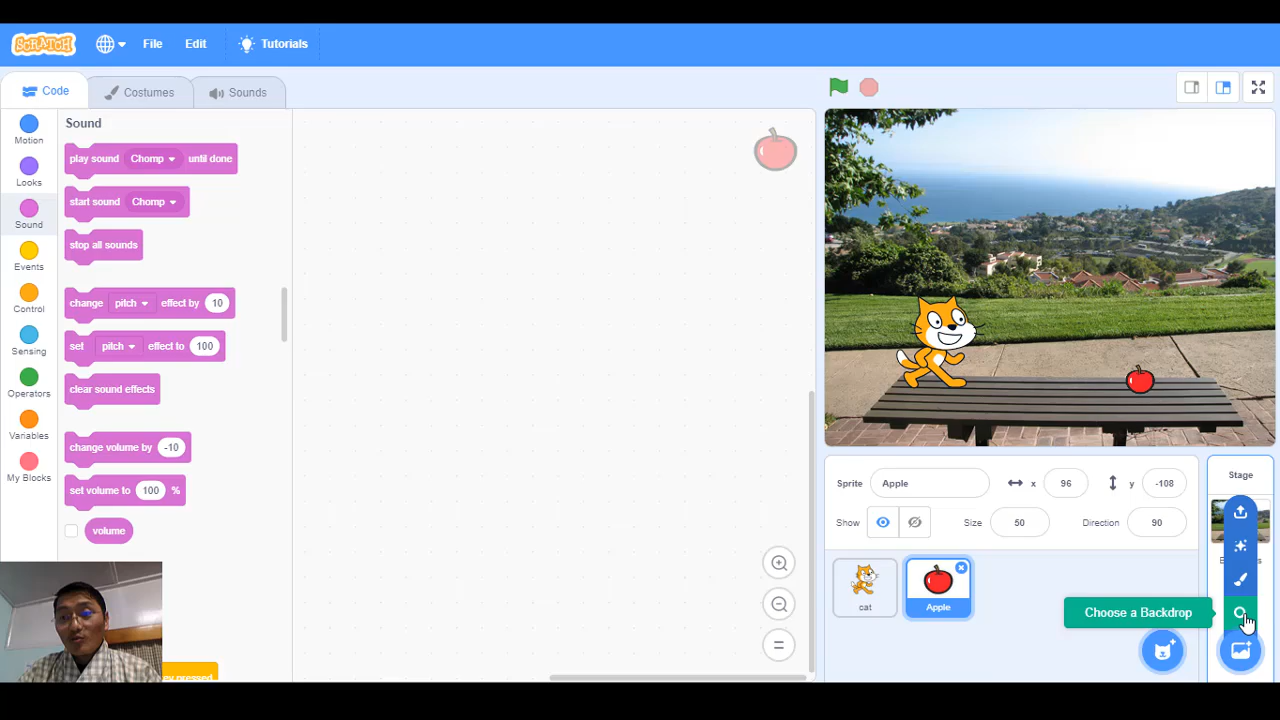 SCRATCH File Edit Tutorials
Code Costumes Sounds
Motion
Looks
Sound
Events
Control
Sensing
Operators
Variables
My Blocks
Sound
play sound Chomp until done
start sound Chomp
stop all sounds
change pitch effect by 10
set pitch effect to 100
clear sound effects
change volume by -10
set volume to 100 %
volume
key pressed
Sprite Apple x 96 y -108
Show Size 50 Direction 90
cat
Apple
Stage
Choose a Backdrop